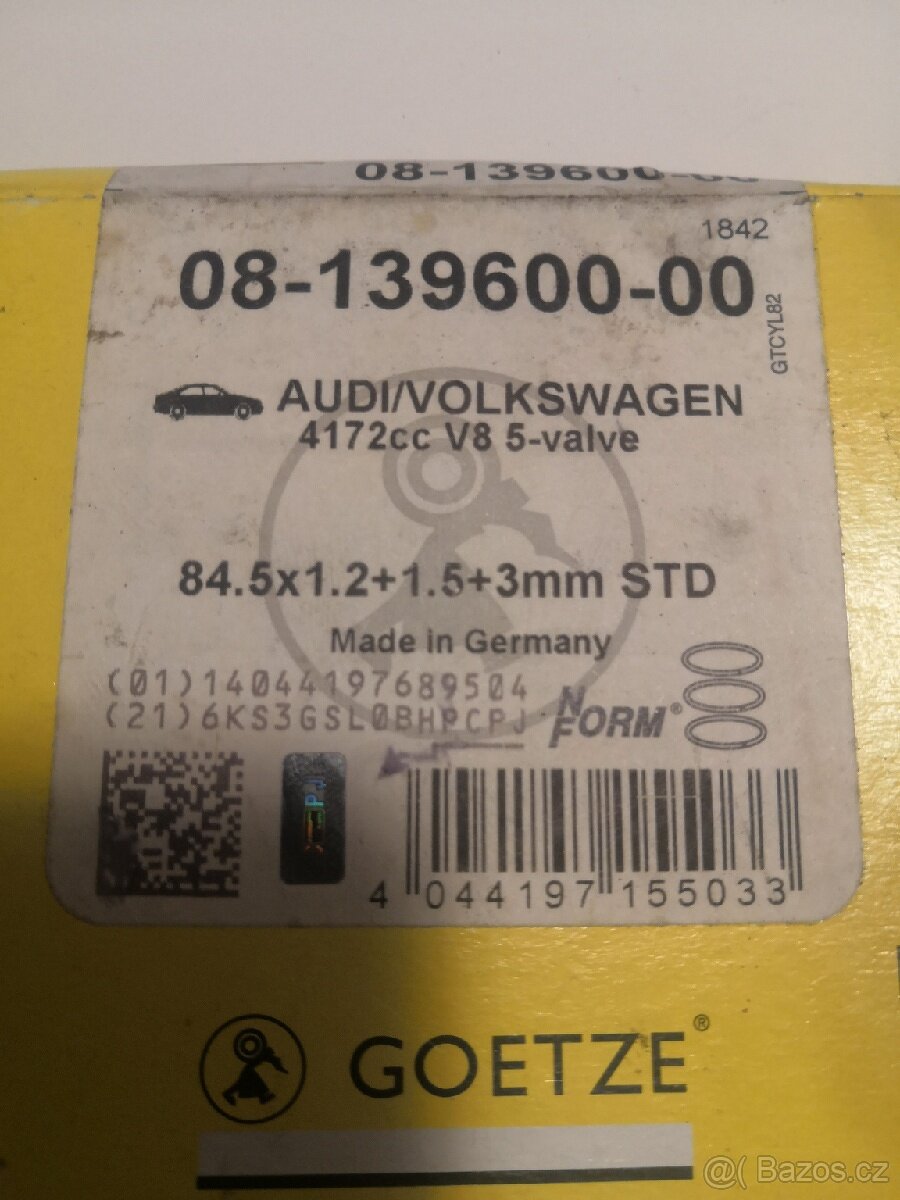 08-139600-00
1842
08-139600-00
GTCYL82
AUDI/VOLKSWAGEN
4172cc V8 5-valve
84.5x1.2+1.5+3mm STD
Made in Germany
(01)14044197689504
(21)6KS3GSL0BHPCPJ
NFORM®
4 044197 155033
GOETZE®
@( Bazos.cz